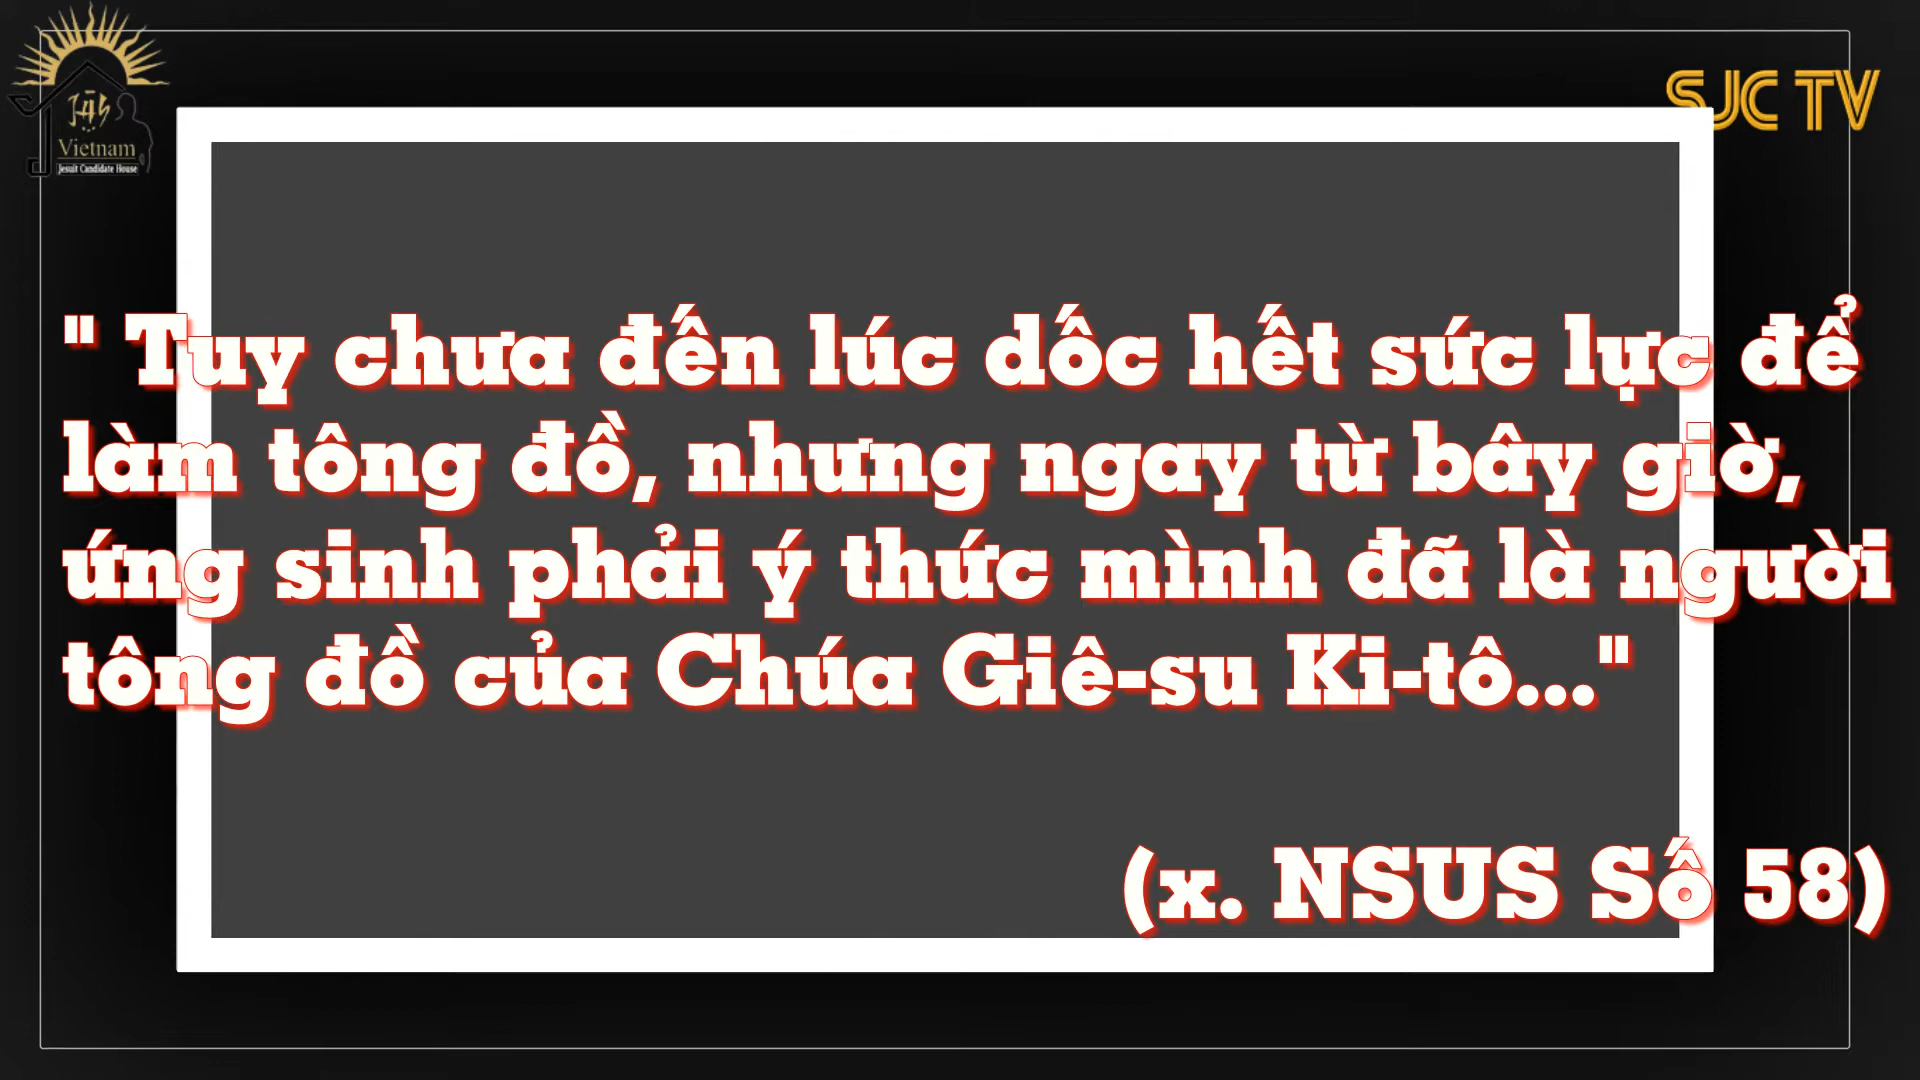 SJC TV
Vietnam
Jesuit Candidate House
" Tuy chưa đến lúc dốc hết sức lực để
làm tông đồ, nhưng ngay từ bây giờ,
ứng sinh phải ý thức mình đã là người
tông đồ của Chúa Giê-su Ki-tô..."
(x. NSUS Số 58)